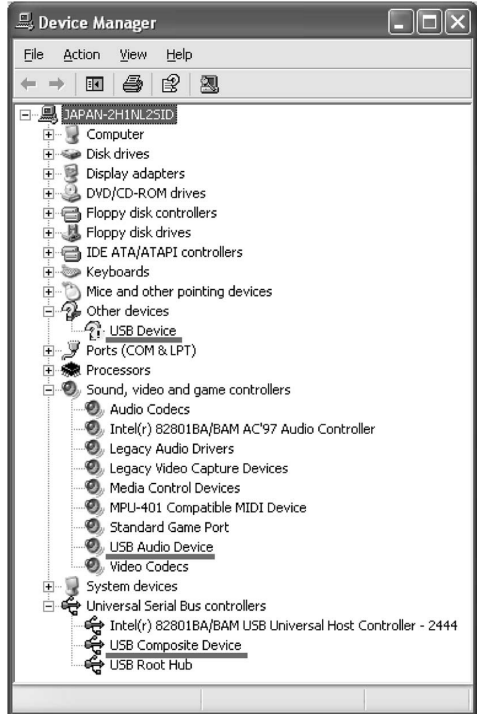 Device Manager
File Action View Help
JAPAN-2H1NL2SID
Computer
Disk drives
Display adapters
DVD/CD-ROM drives
Floppy disk controllers
Floppy disk drives
IDE ATA/ATAPI controllers
Keyboards
Mice and other pointing devices
Other devices
USB Device
Ports (COM & LPT)
Processors
Sound, video and game controllers
Audio Codecs
Intel(r) 82801BA/BAM AC'97 Audio Controller
Legacy Audio Drivers
Legacy Video Capture Devices
Media Control Devices
MPU-401 Compatible MIDI Device
Standard Game Port
USB Audio Device
Video Codecs
System devices
Universal Serial Bus controllers
Intel(r) 82801BA/BAM USB Universal Host Controller - 2444
USB Composite Device
USB Root Hub